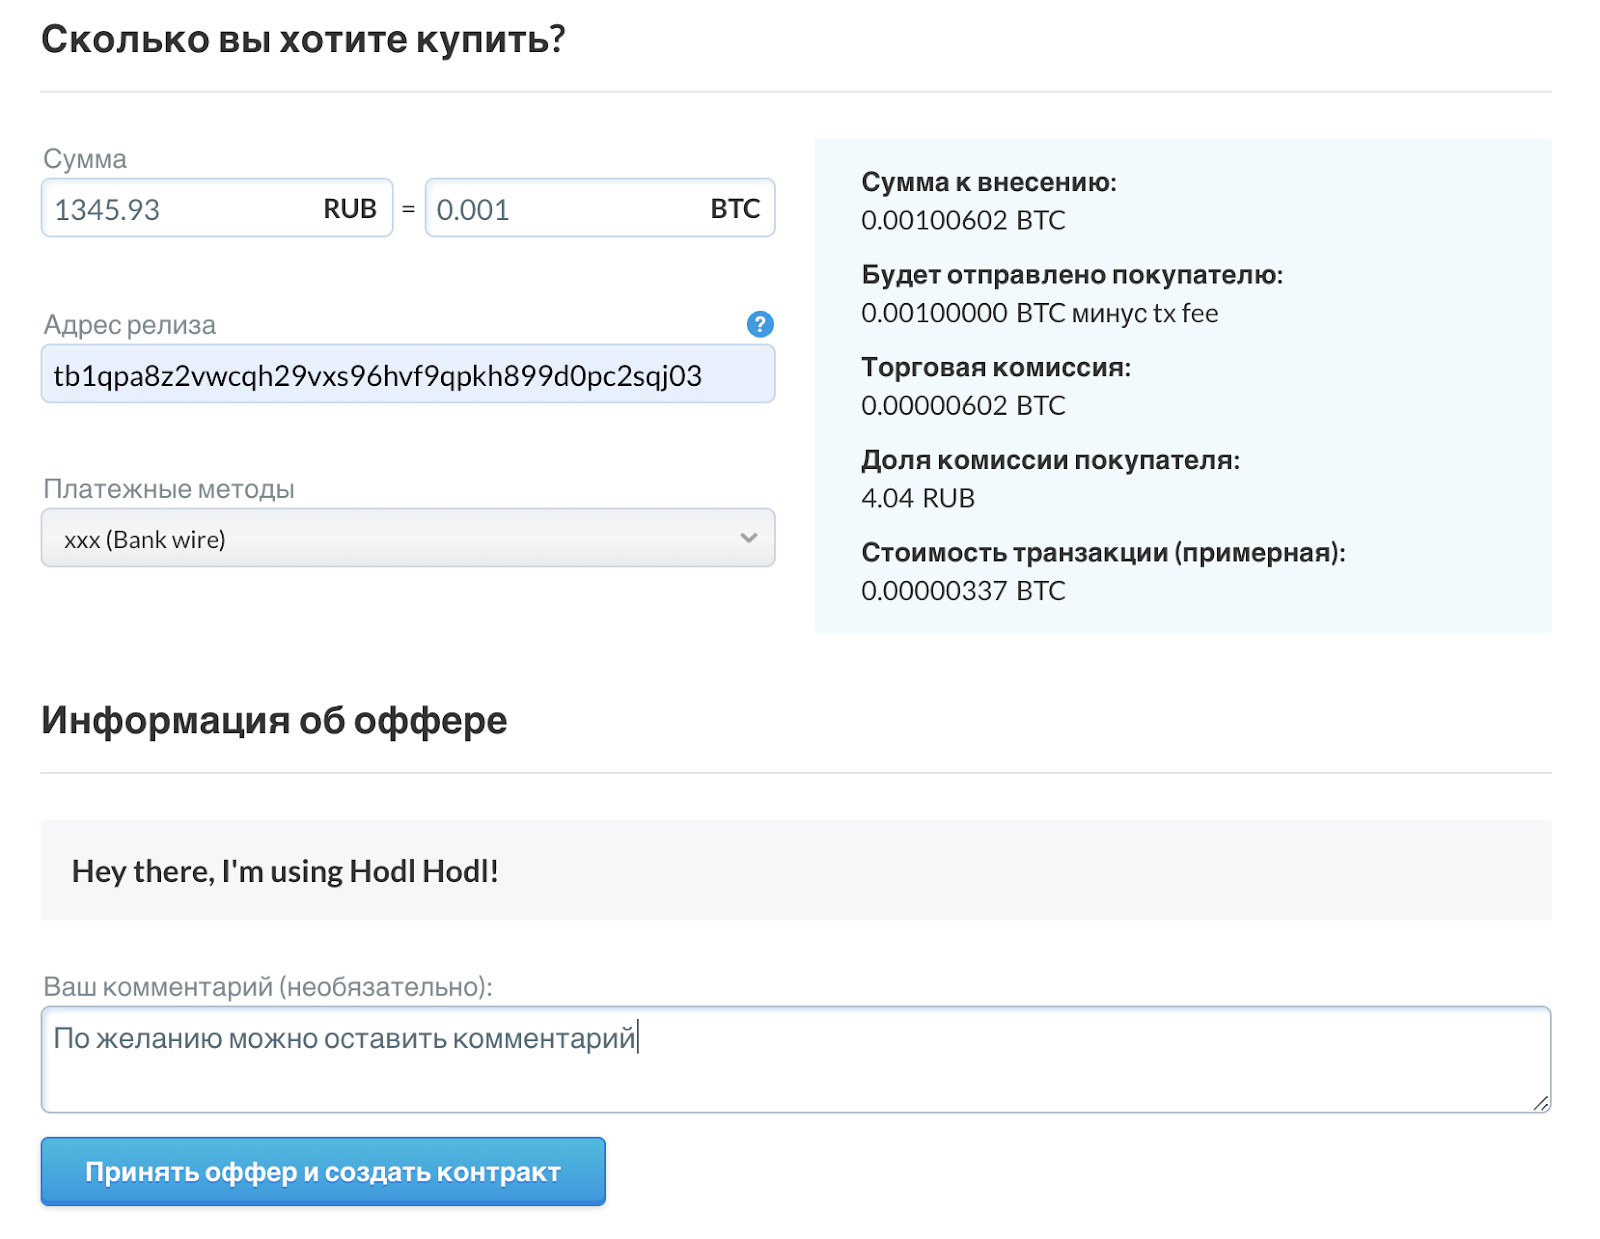 Сколько вы хотите купить?
Сумма
1345.93 RUB = 0.001 BTC
Адрес релиза ?
tb1qpa8z2vwcqh29vxs96hvf9qpkh899d0pc2sqj03
Платежные методы
xxx (Bank wire)
Сумма к внесению:
0.00100602 BTC
Будет отправлено покупателю:
0.00100000 BTC минус tx fee
Торговая комиссия:
0.00000602 BTC
Доля комиссии покупателя:
4.04 RUB
Стоимость транзакции (примерная):
0.00000337 BTC
Информация об оффере
Hey there, I'm using Hodl Hodl!
Ваш комментарий (необязательно):
По желанию можно оставить комментарий
Принять оффер и создать контракт